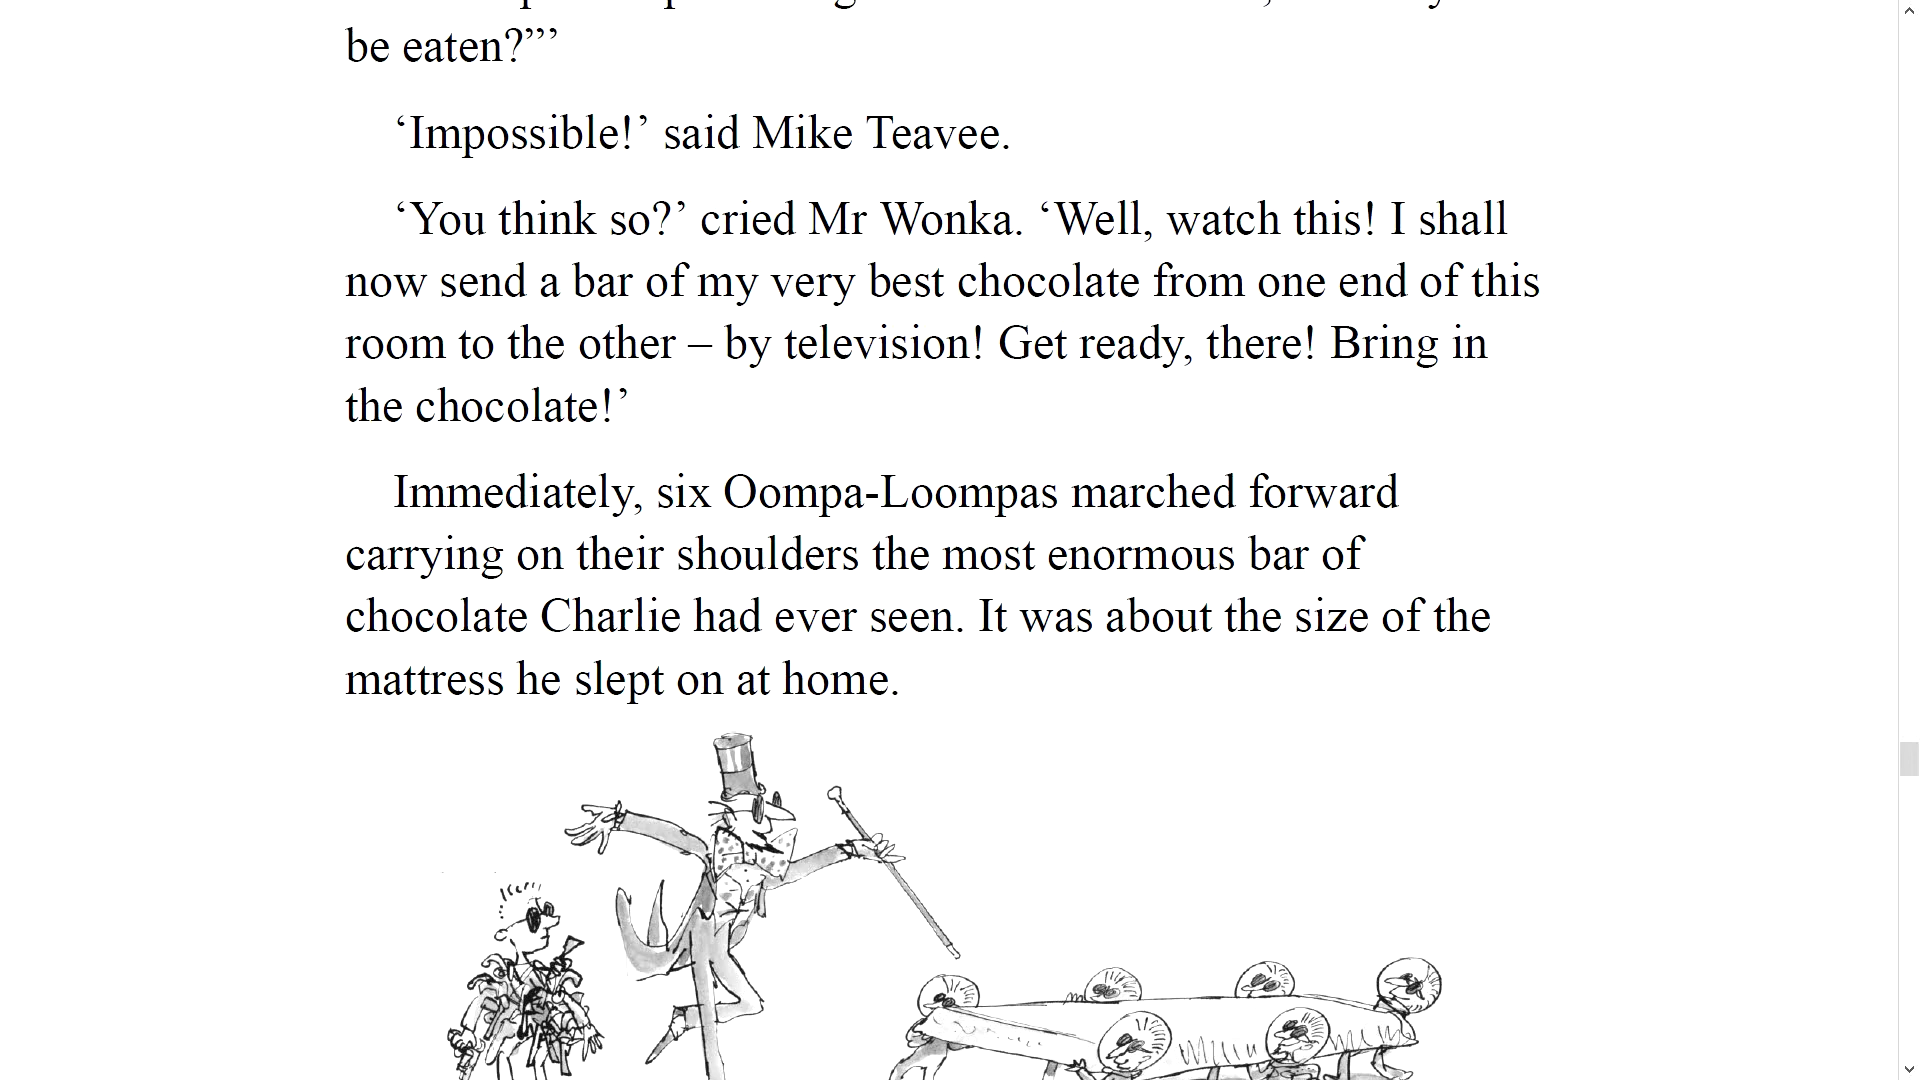 be eaten?”’
‘Impossible!’ said Mike Teavee.
‘You think so?’ cried Mr Wonka. ‘Well, watch this! I shall
now send a bar of my very best chocolate from one end of this
room to the other – by television! Get ready, there! Bring in
the chocolate!’
Immediately, six Oompa-Loompas marched forward
carrying on their shoulders the most enormous bar of
chocolate Charlie had ever seen. It was about the size of the
mattress he slept on at home.